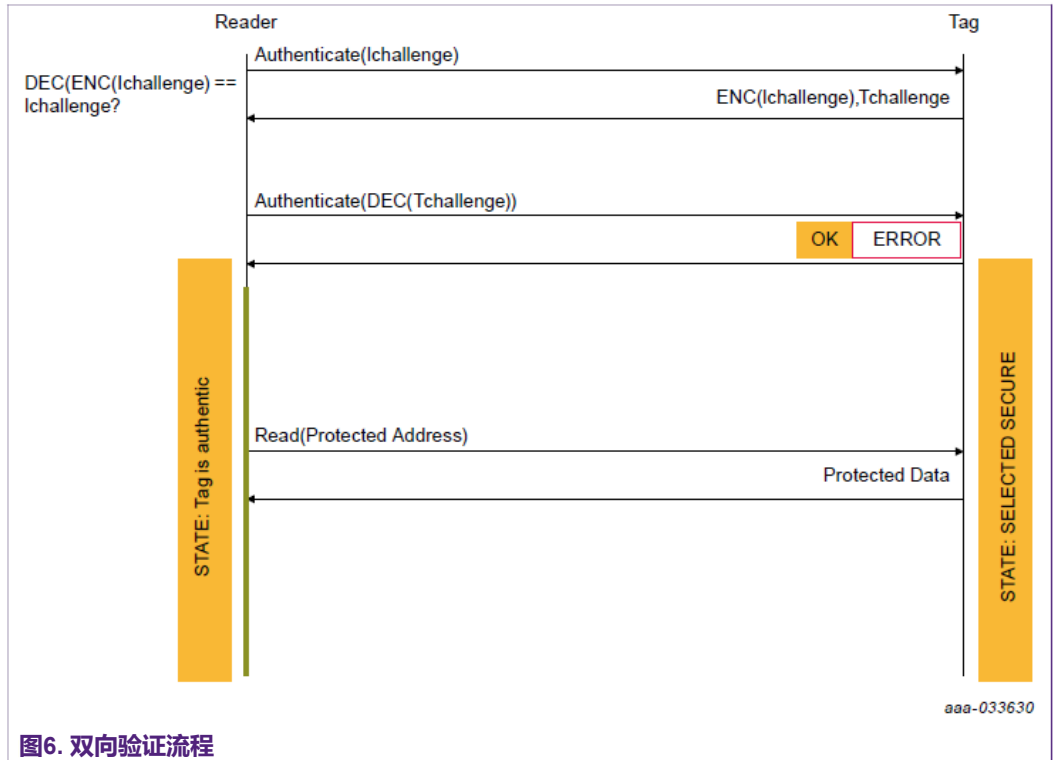 Reader
Tag
Authenticate(Ichallenge)
DEC(ENC(Ichallenge) ==
Ichallenge?
ENC(Ichallenge),Tchallenge
Authenticate(DEC(Tchallenge))
OK
ERROR
STATE: Tag is authentic
STATE: SELECTED SECURE
Read(Protected Address)
Protected Data
aaa-033630
图6. 双向验证流程